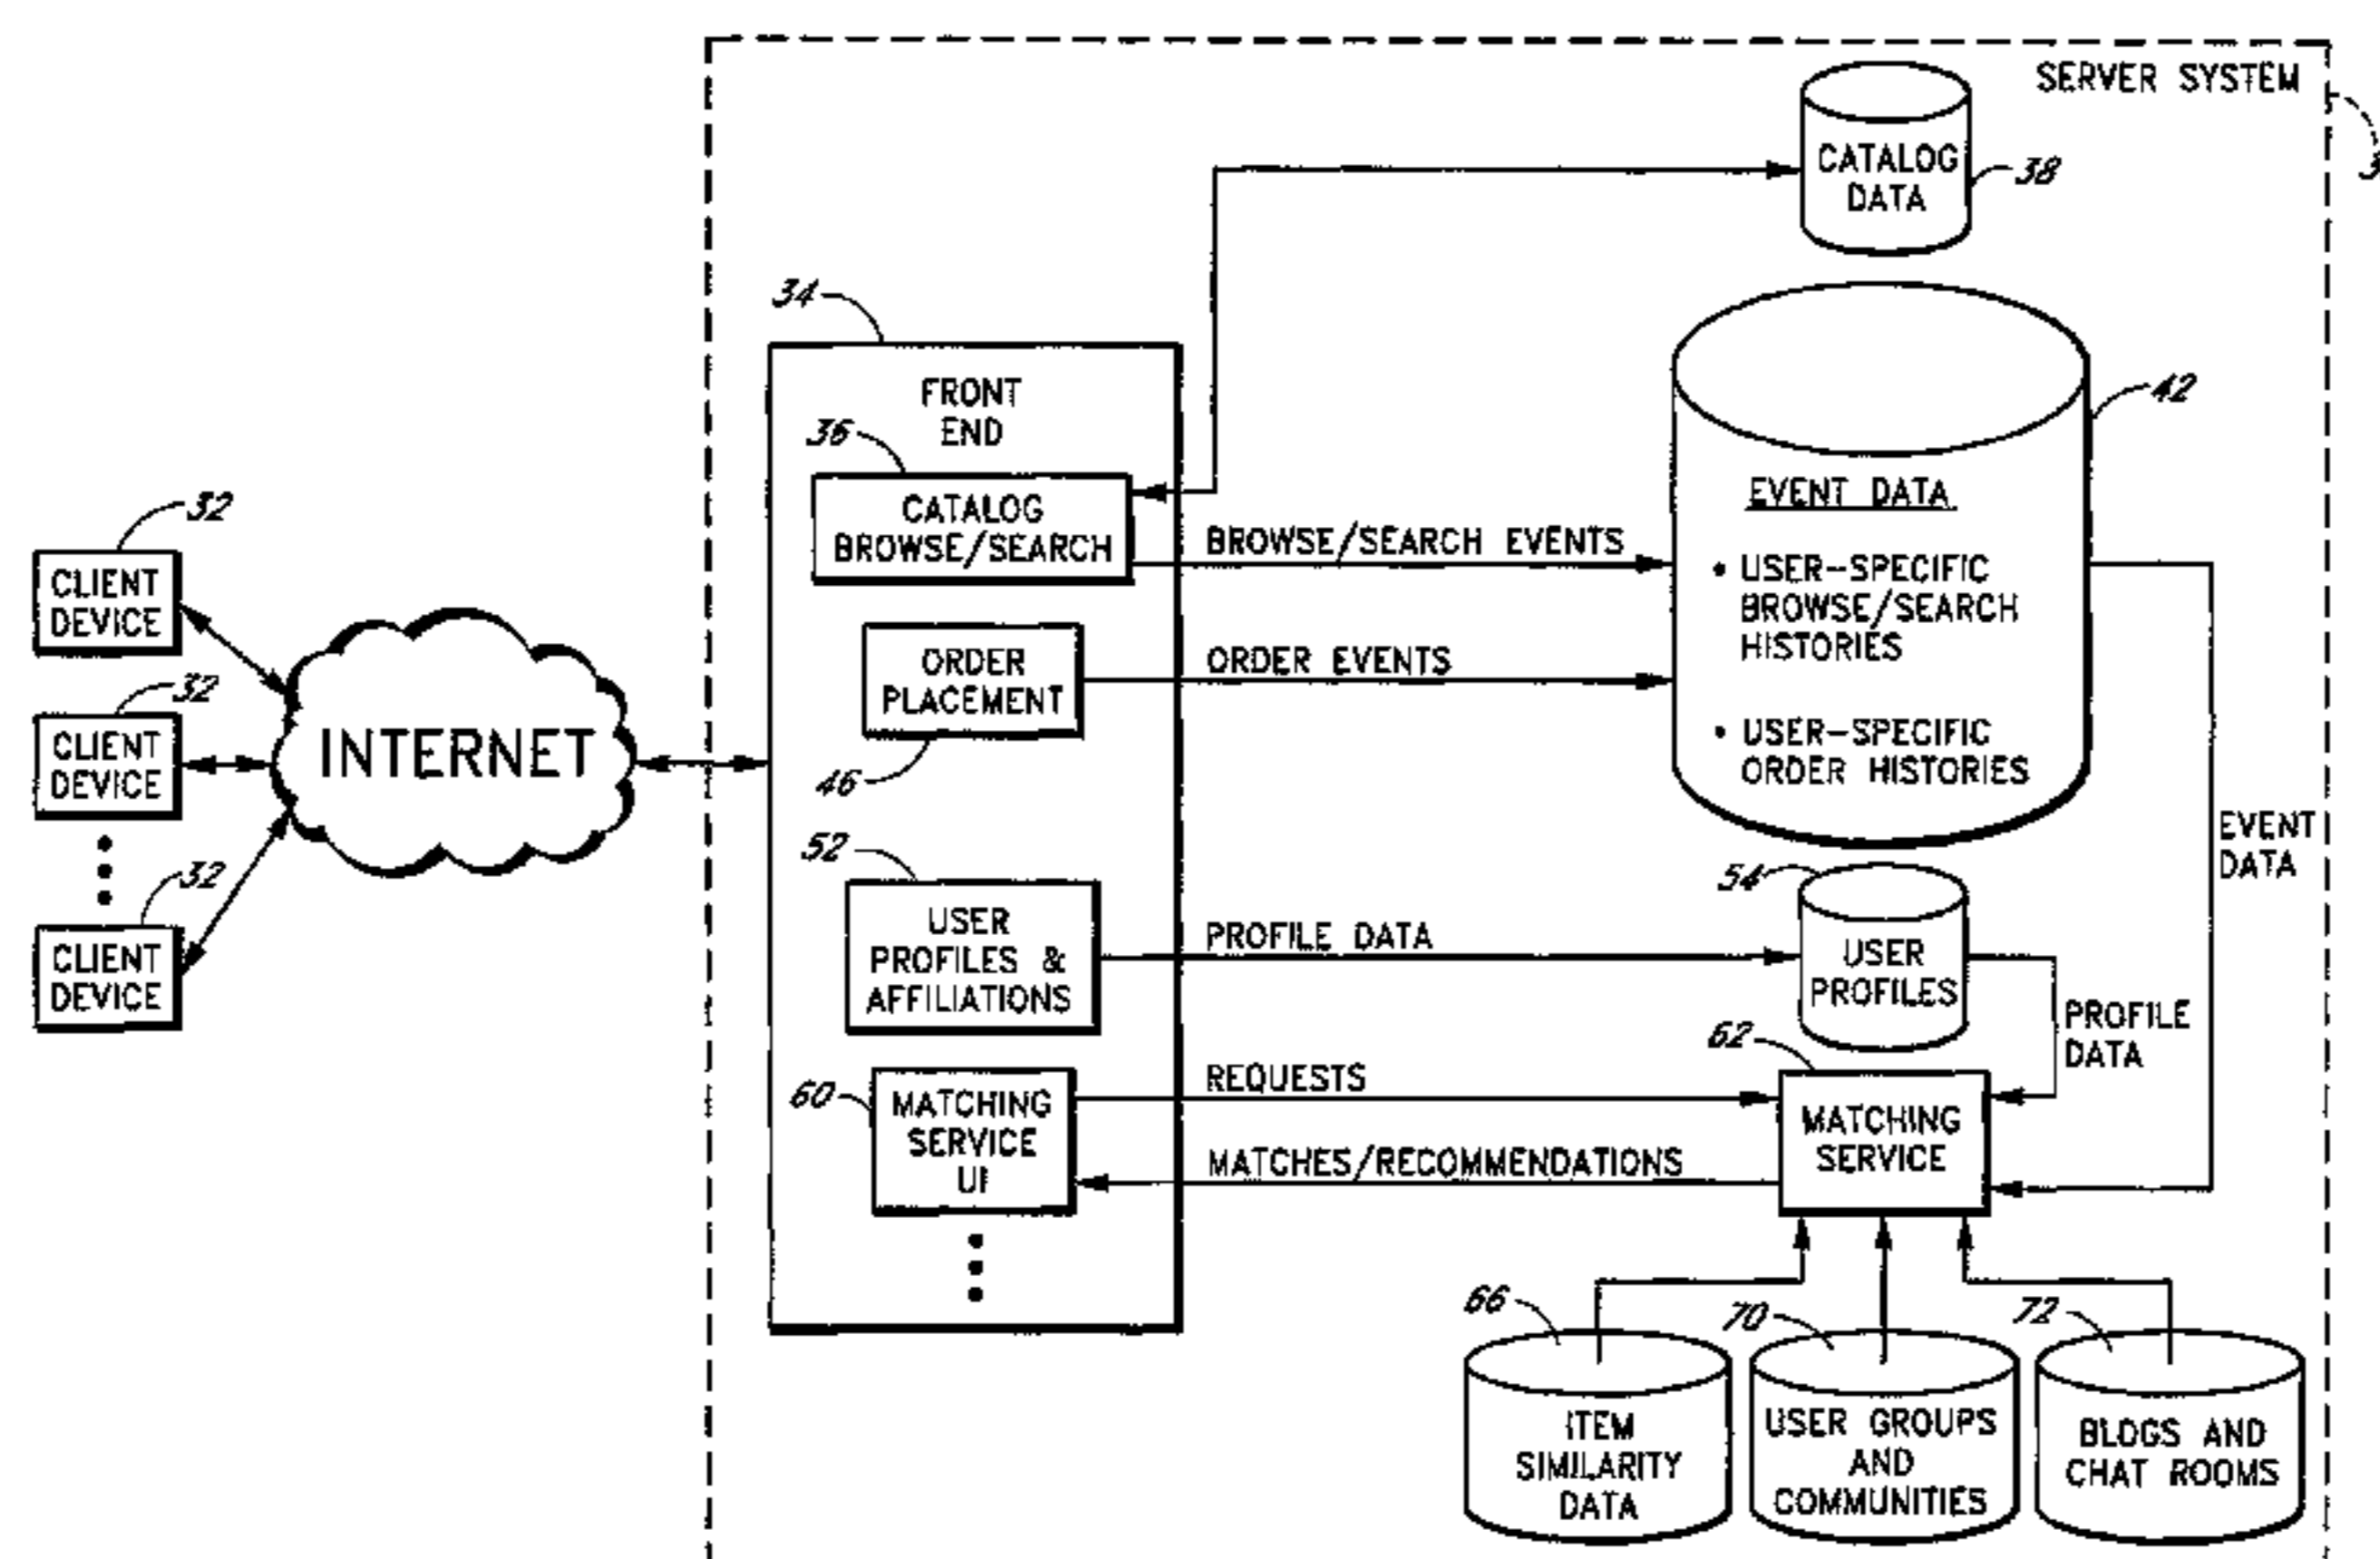 SERVER SYSTEM
3
CATALOG
DATA
38
34
FRONT
END
36
CATALOG
BROWSE/SEARCH
BROWSE/SEARCH EVENTS
42
EVENT DATA
• USER-SPECIFIC
BROWSE/SEARCH
HISTORIES
• USER-SPECIFIC
ORDER HISTORIES
32
CLIENT
DEVICE
32
CLIENT
DEVICE
32
CLIENT
DEVICE
INTERNET
ORDER
PLACEMENT
46
ORDER EVENTS
EVENT
DATA
52
USER
PROFILES &
AFFILIATIONS
PROFILE DATA
54
USER
PROFILES
PROFILE
DATA
60
MATCHING
SERVICE
UI
REQUESTS
MATCHES/RECOMMENDATIONS
62
MATCHING
SERVICE
66
ITEM
SIMILARITY
DATA
70
USER GROUPS
AND
COMMUNITIES
72
BLOGS AND
CHAT ROOMS